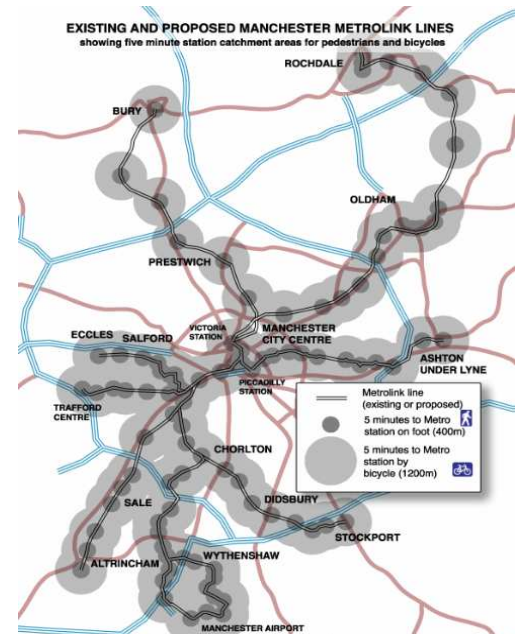 EXISTING AND PROPOSED MANCHESTER METROLINK LINES
showing five minute station catchment areas for pedestrians and bicycles
ROCHDALE
BURY
OLDHAM
PRESTWICH
VICTORIA
STATION
MANCHESTER
CITY CENTRE
ECCLES
SALFORD
ASHTON
UNDER LYNE
PICCADILLY
STATION
TRAFFORD
CENTRE
Metrolink line
(existing or proposed)
5 minutes to Metro
station on foot (400m)
5 minutes to Metro
station by
bicycle (1200m)
CHORLTON
SALE
DIDSBURY
STOCKPORT
WYTHENSHAW
ALTRINCHAM
MANCHESTER AIRPORT